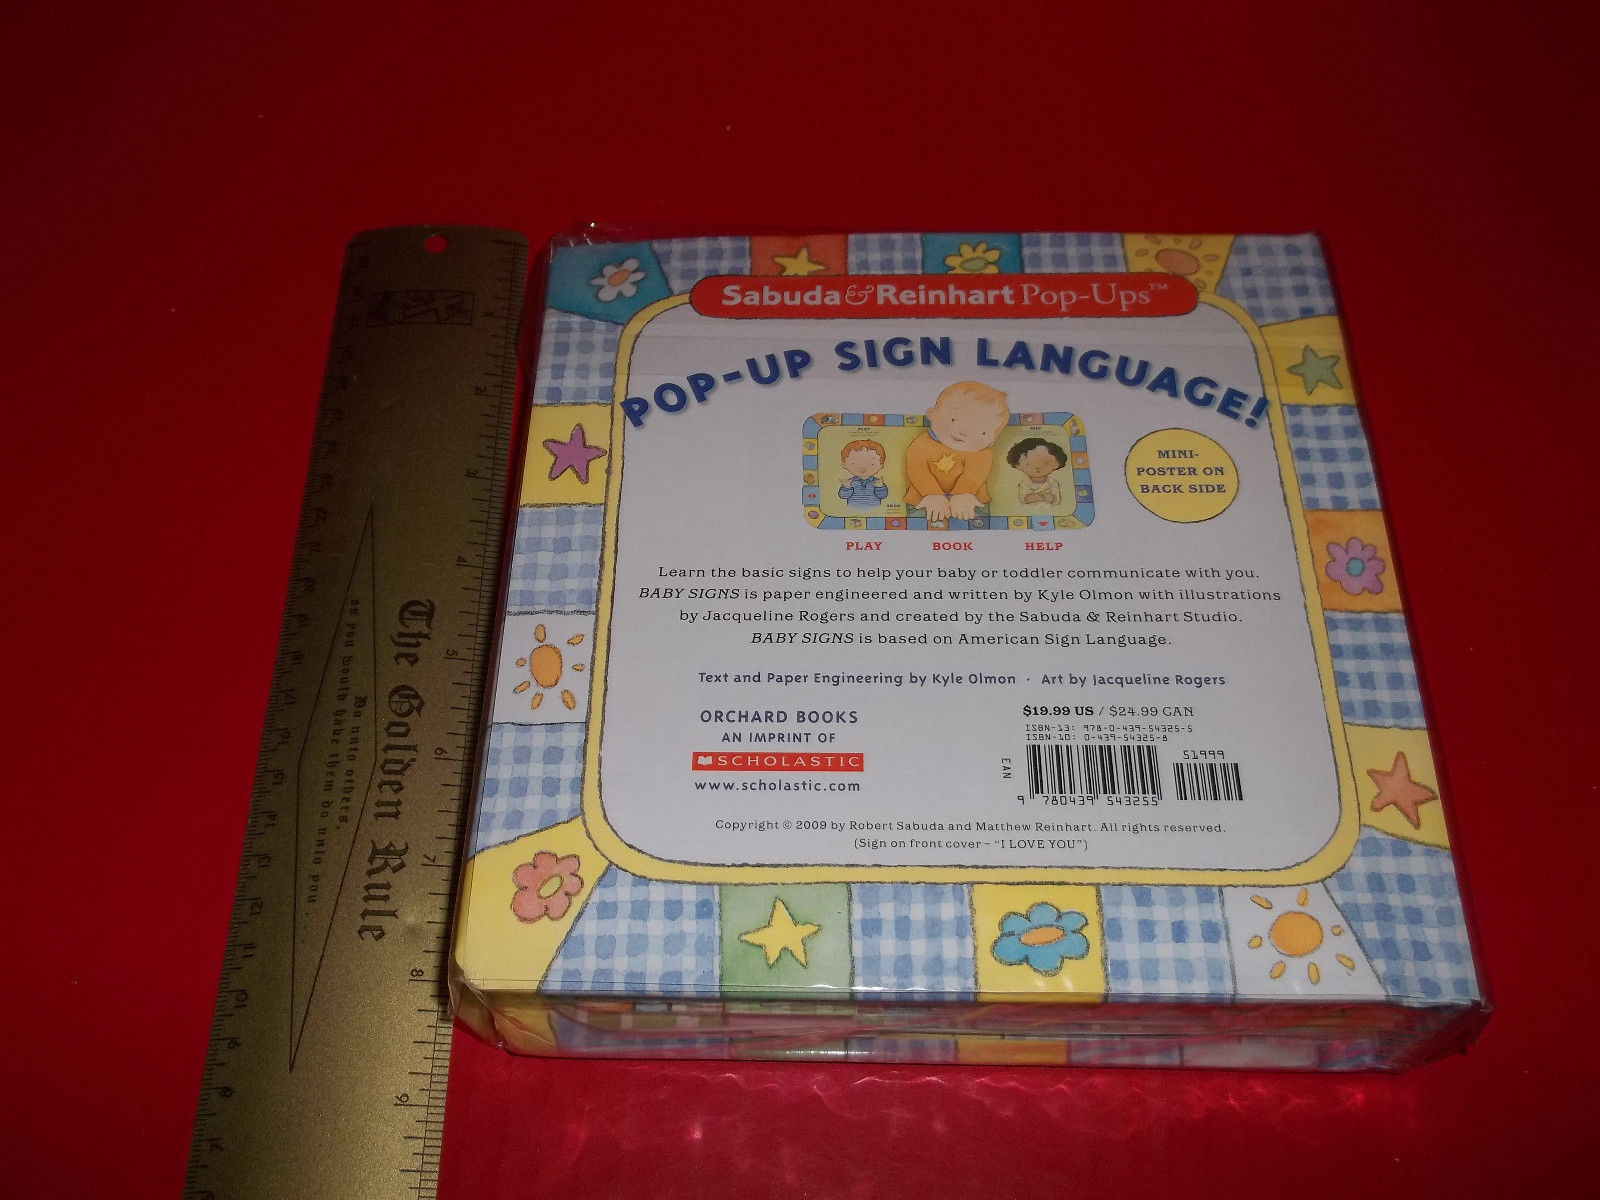 Sabuda & Reinhart Pop-Ups™
POP-UP SIGN LANGUAGE!
PLAY
HELP
BOOK
MINI-
POSTER ON
BACK SIDE
PLAY BOOK HELP
Learn the basic signs to help your baby or toddler communicate with you.
BABY SIGNS is paper engineered and written by Kyle Olmon with illustrations
by Jacqueline Rogers and created by the Sabuda & Reinhart Studio.
BABY SIGNS is based on American Sign Language.
Text and Paper Engineering by Kyle Olmon · Art by Jacqueline Rogers
ORCHARD BOOKS
AN IMPRINT OF
SCHOLASTIC
www.scholastic.com
$19.99 US / $24.99 CAN
ISBN-13: 978-0-439-54325-5
ISBN-10: 0-439-54325-8
51999
EAN
9 780439 543255
Copyright © 2009 by Robert Sabuda and Matthew Reinhart. All rights reserved.
(Sign on front cover – "I LOVE YOU")
The Golden Rule
Do unto others,
as you would have them do unto you . . . .
2
3
4
5
6
7
8
9